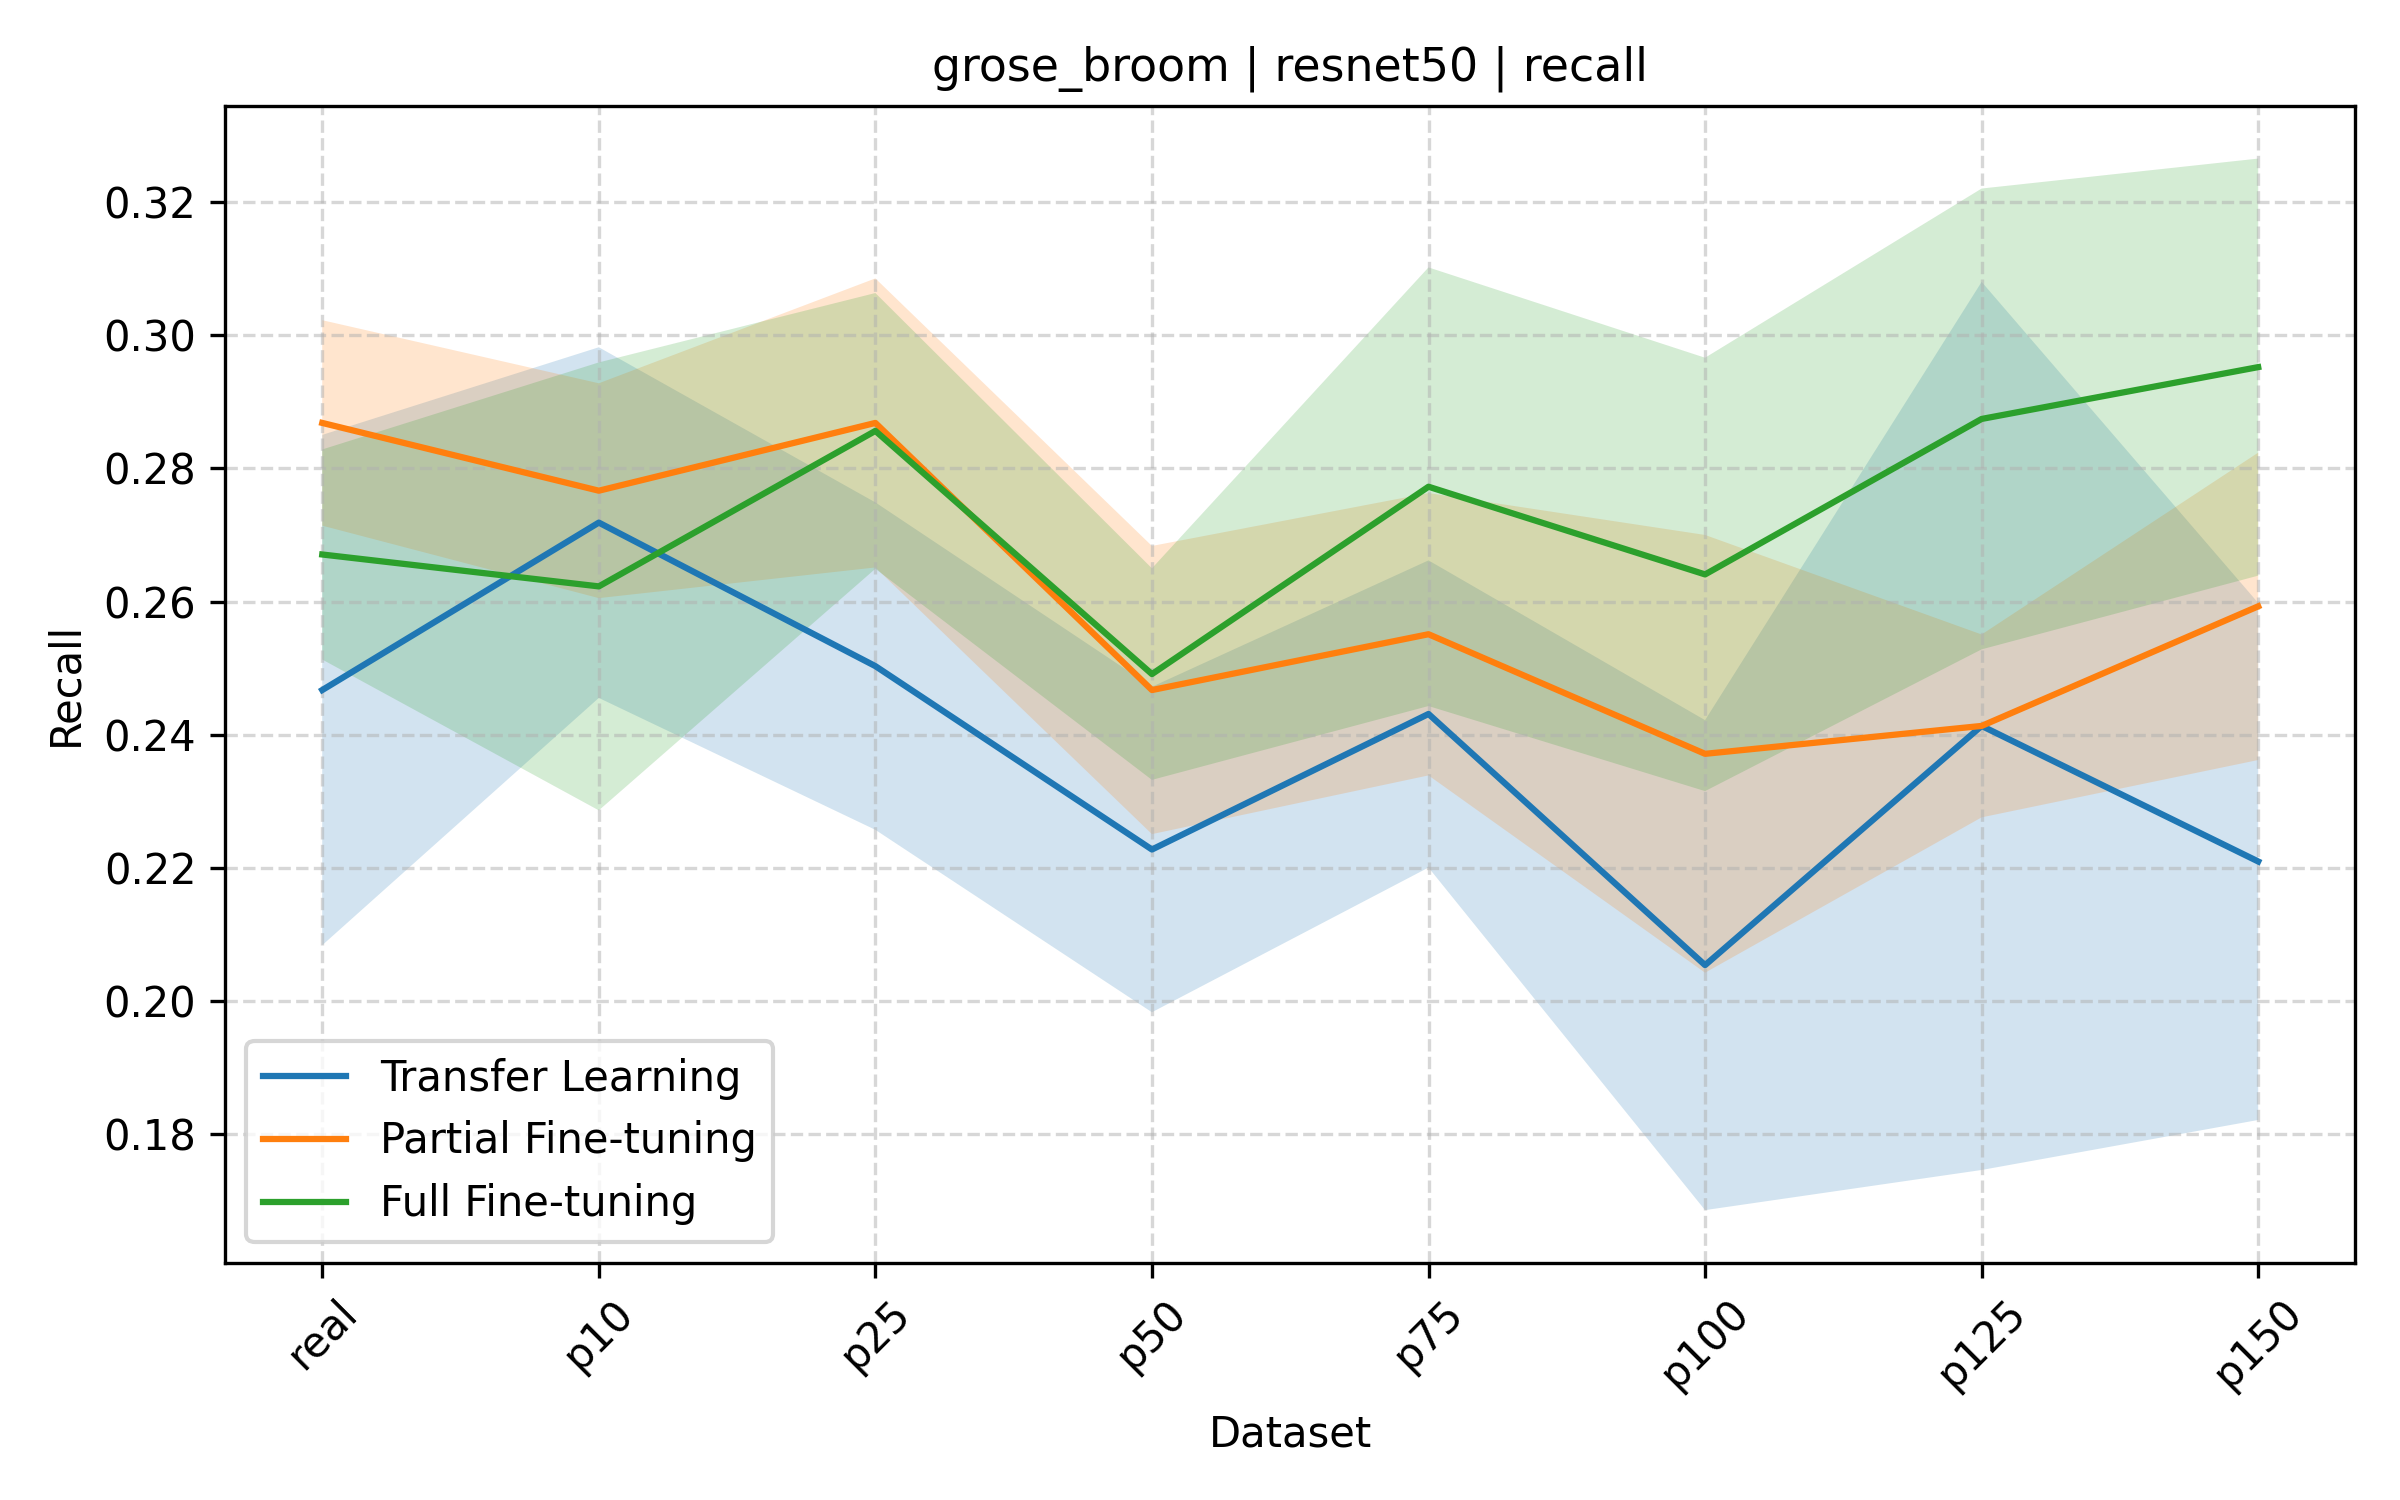 grose_broom | resnet50 | recall
0.32
0.30
0.28
0.26
0.24
0.22
0.20
0.18
Recall
Transfer Learning
Partial Fine-tuning
Full Fine-tuning
real
p10
p25
p50
p75
p100
p125
p150
Dataset